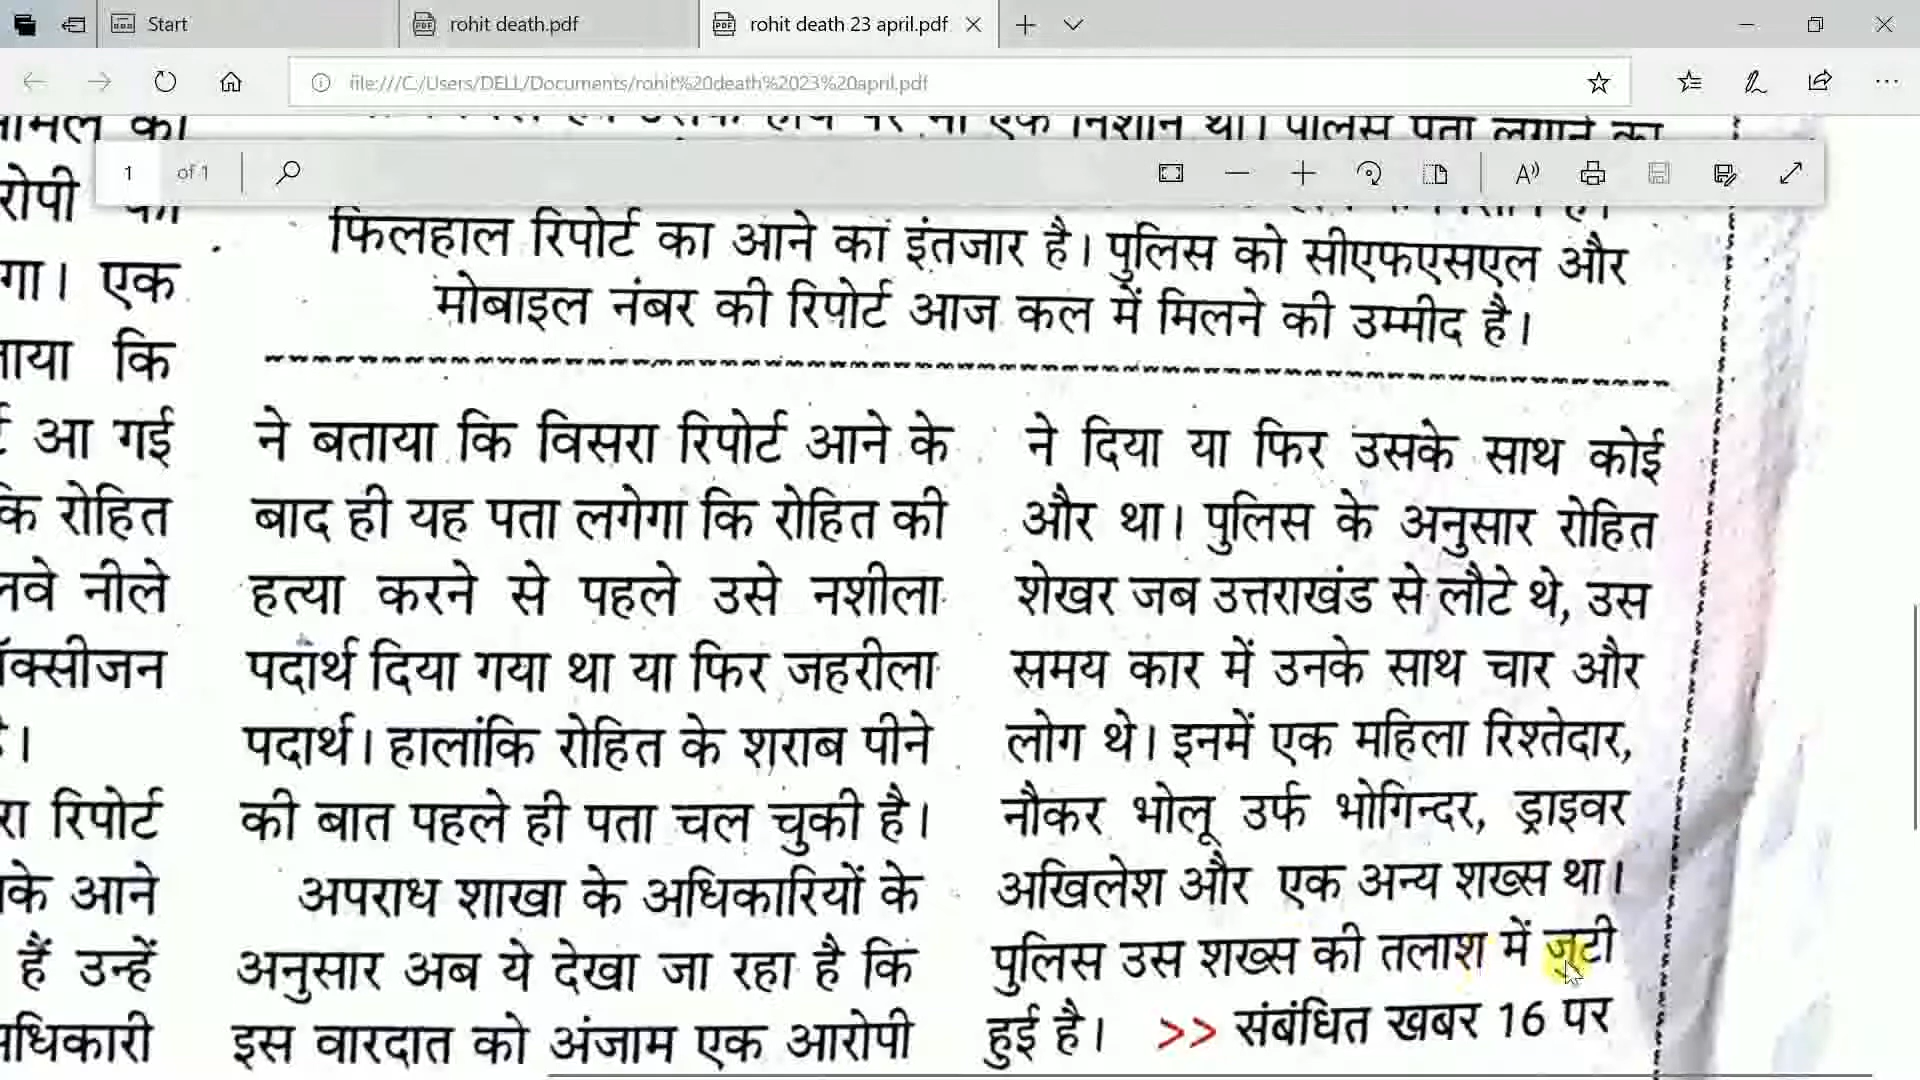 Start
rohit death.pdf
rohit death 23 april.pdf
file:///C:/Users/DELL/Documents/rohit%20death%2023%20april.pdf
1 of 1
रोपी
फिलहाल रिपोर्ट का आने का इंतजार है। पुलिस को सीएफएसएल और
मोबाइल नंबर की रिपोर्ट आज कल में मिलने की उम्मीद है।
गा। एक
कि
आ गई
रोहित
नीले
रिपोर्ट
आने
हैं उन्हें
ने बताया कि विसरा रिपोर्ट आने के
बाद ही यह पता लगेगा कि रोहित की
हत्या करने से पहले उसे नशीला
पदार्थ दिया गया था या फिर जहरीला
पदार्थ। हालांकि रोहित के शराब पीने
की बात पहले ही पता चल चुकी है।
अपराध शाखा के अधिकारियों के
अनुसार अब ये देखा जा रहा है कि
इस वारदात को अंजाम एक आरोपी
ने दिया या फिर उसके साथ कोई
और था। पुलिस के अनुसार रोहित
शेखर जब उत्तराखंड से लौटे थे, उस
समय कार में उनके साथ चार और
लोग थे। इनमें एक महिला रिश्तेदार,
नौकर भोलू उर्फ भोगिन्दर, ड्राइवर
अखिलेश और एक अन्य शख्स था।
पुलिस उस शख्स की तलाश में जुटी
हुई है। >> संबंधित खबर 16 पर